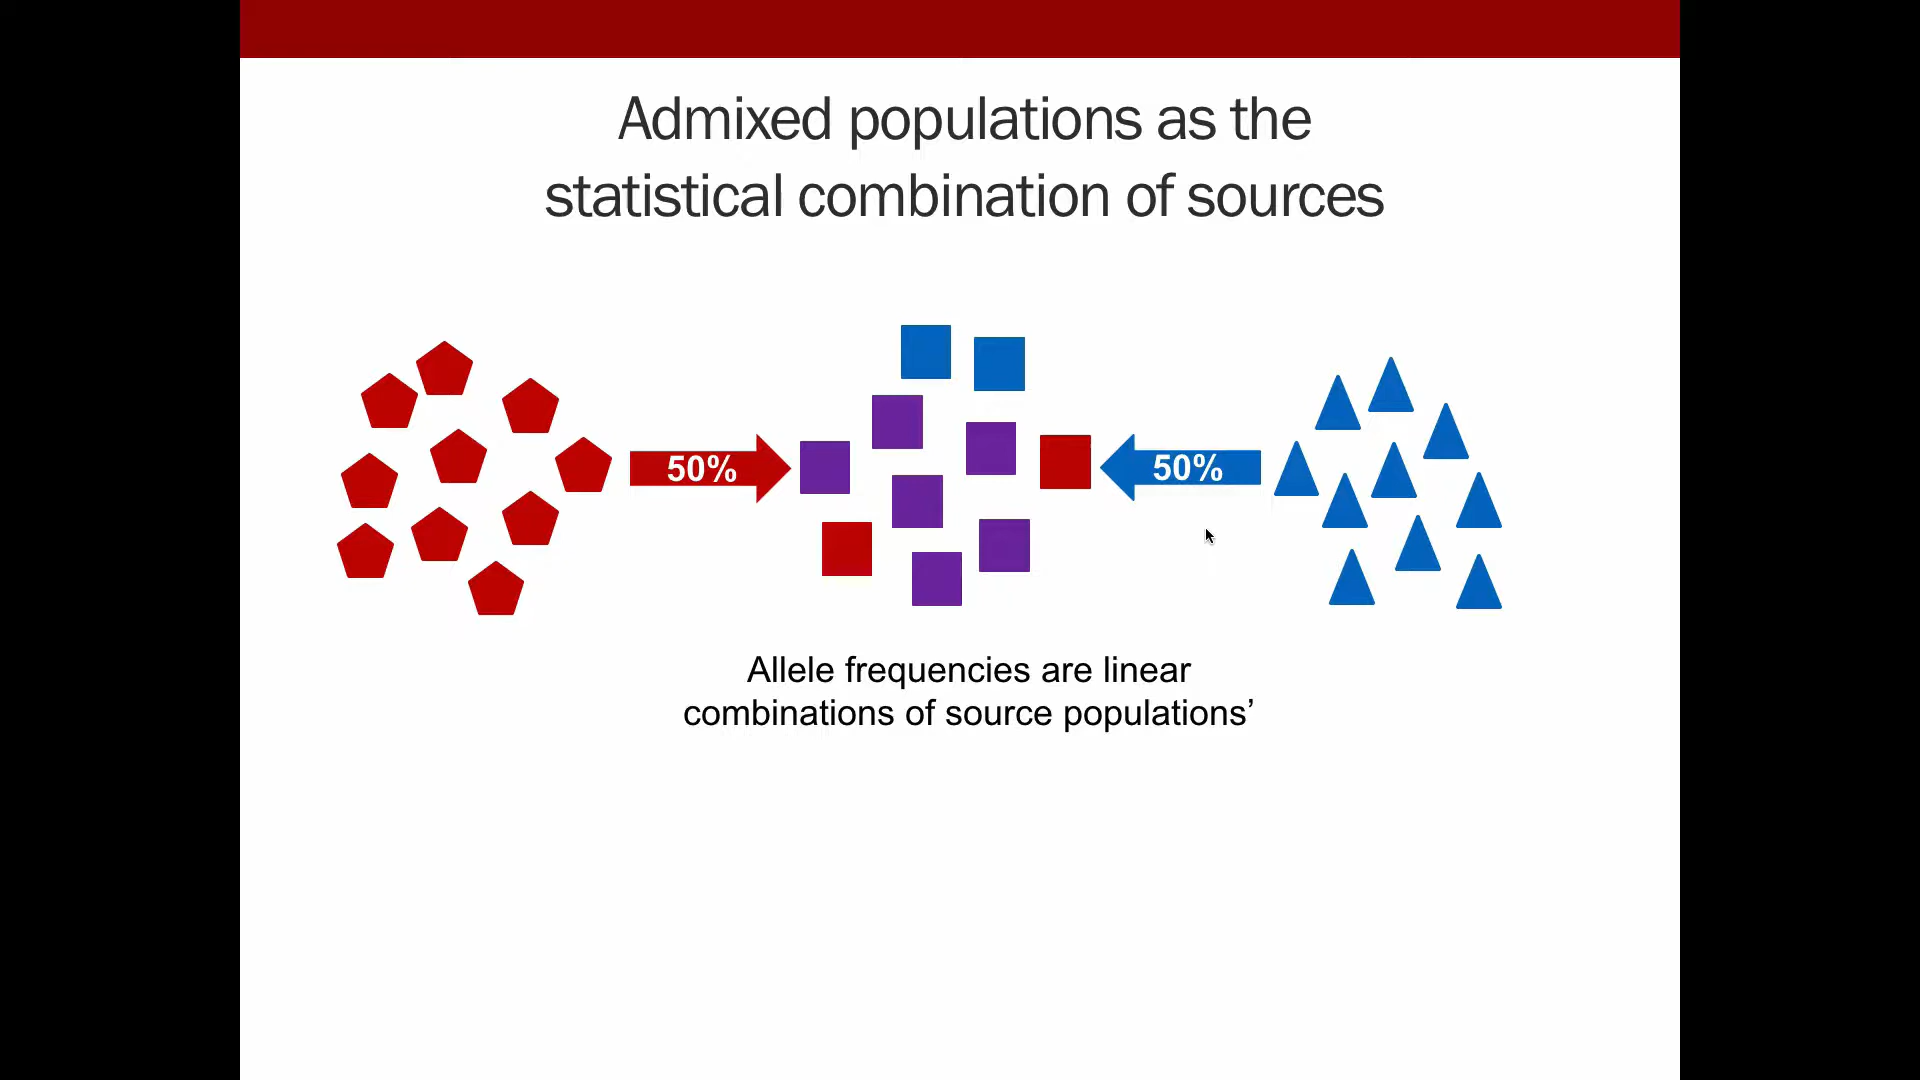 Admixed populations as the
statistical combination of sources
50%
50%
Allele frequencies are linear
combinations of source populations’